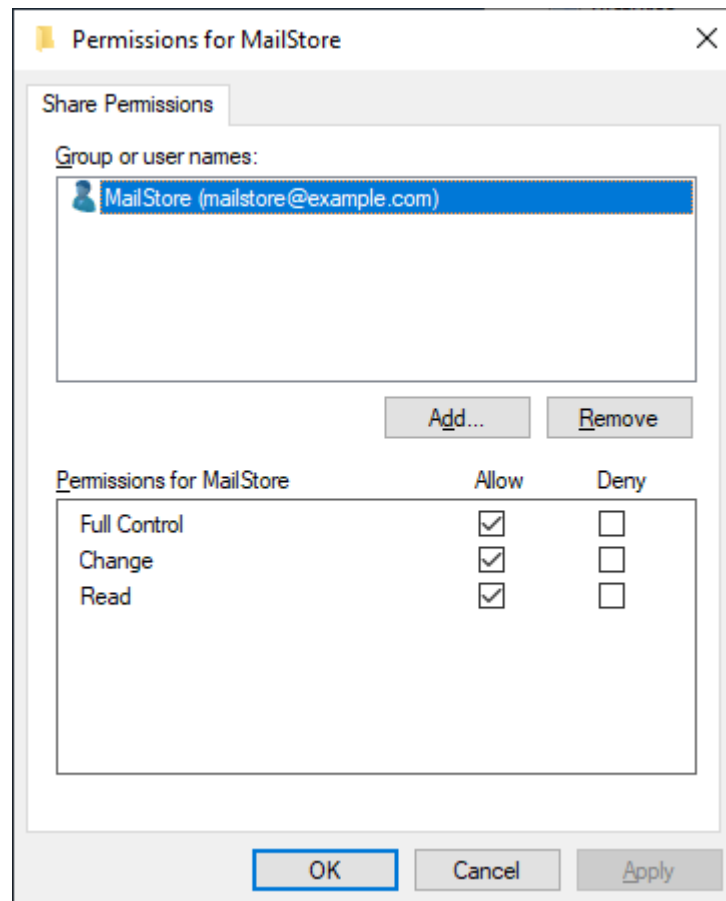 Permissions for MailStore
Share Permissions
Group or user names:
MailStore (mailstore@example.com)
Add...
Remove
Permissions for MailStore Allow Deny
Full Control
Change
Read
OK
Cancel
Apply